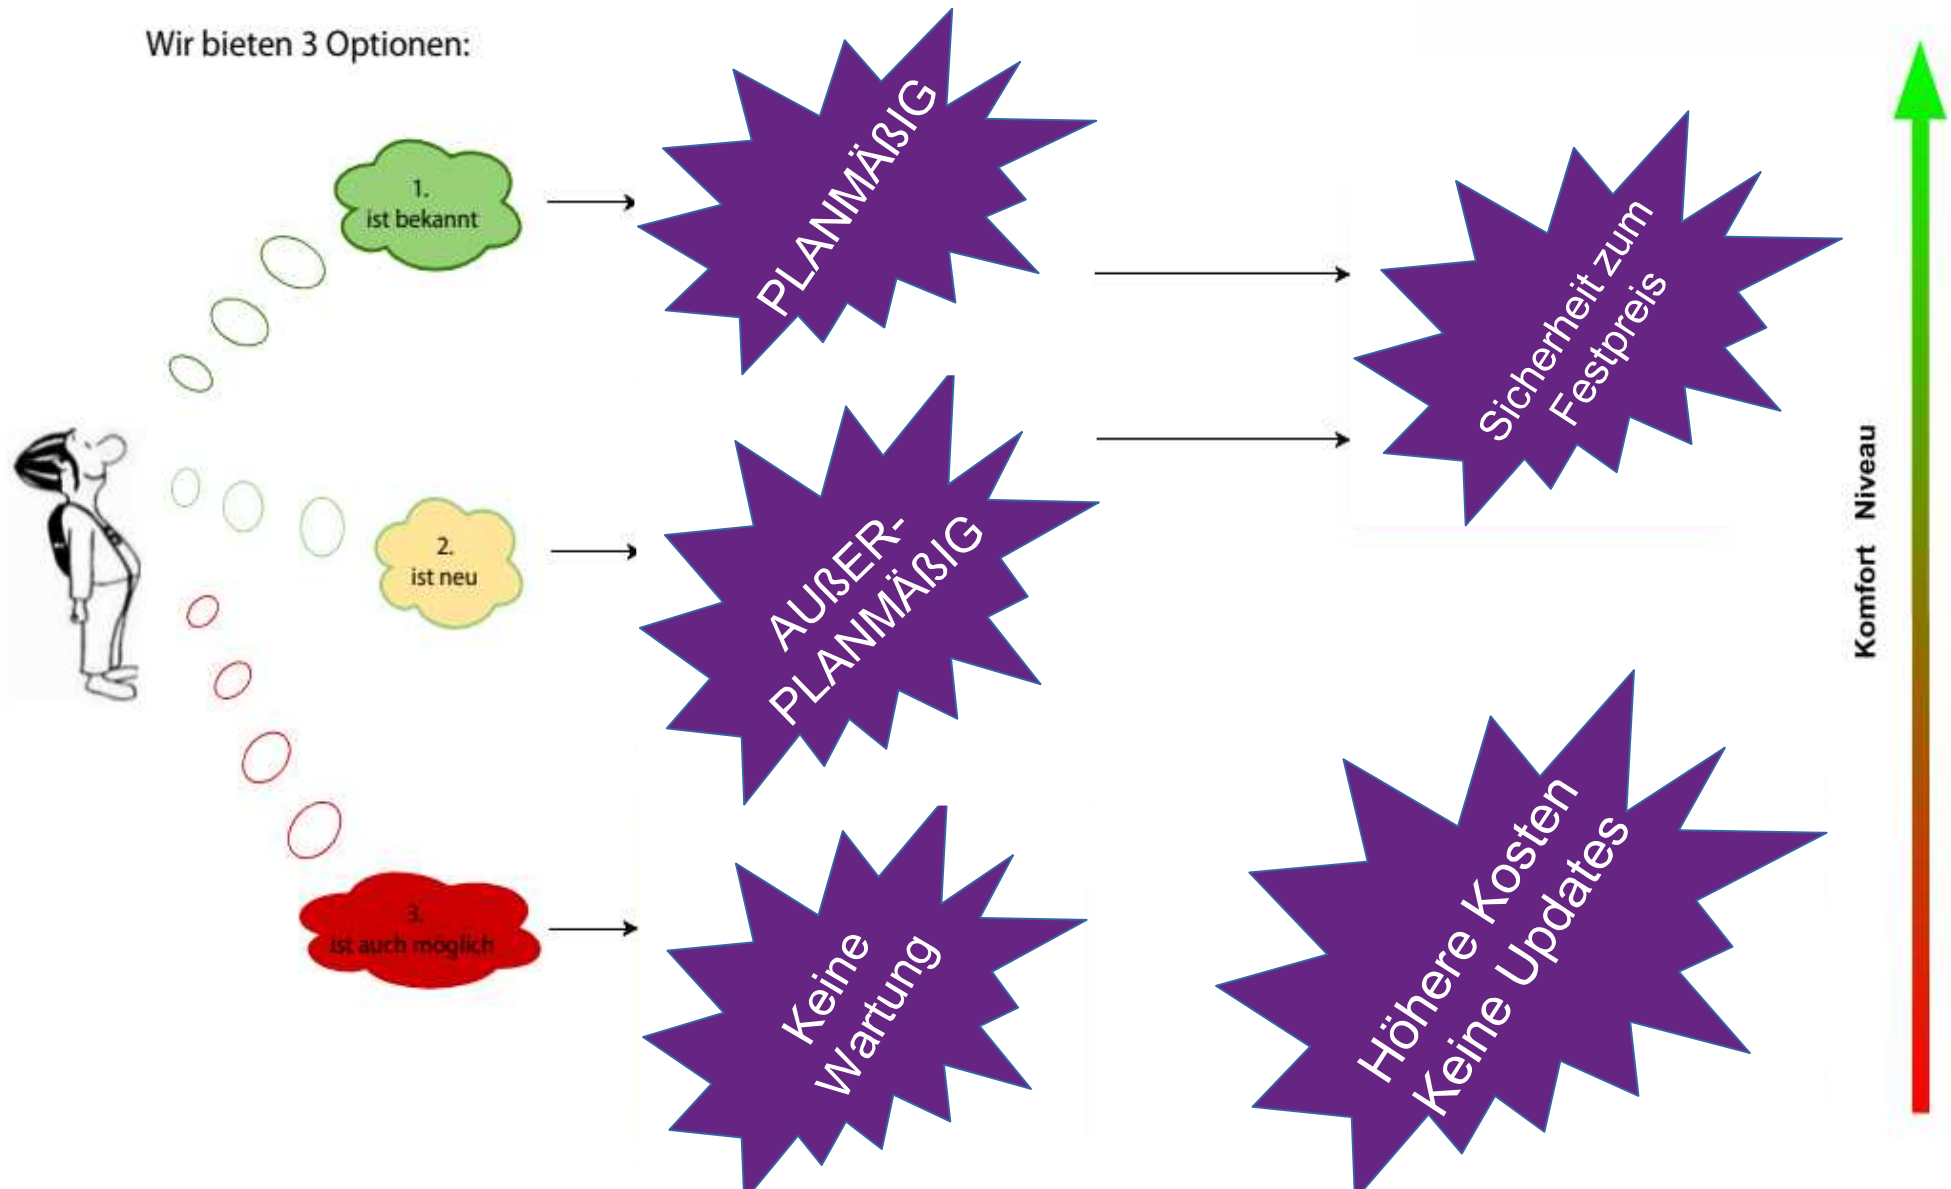 Wir bieten 3 Optionen:
1.
ist bekannt
PLANMÄßIG
Sicherheit zum
Festpreis
2.
ist neu
AUßER-
PLANMÄßIG
Komfort Niveau
3.
ist auch möglich
Keine
Wartung
Höhere Kosten
Keine Updates